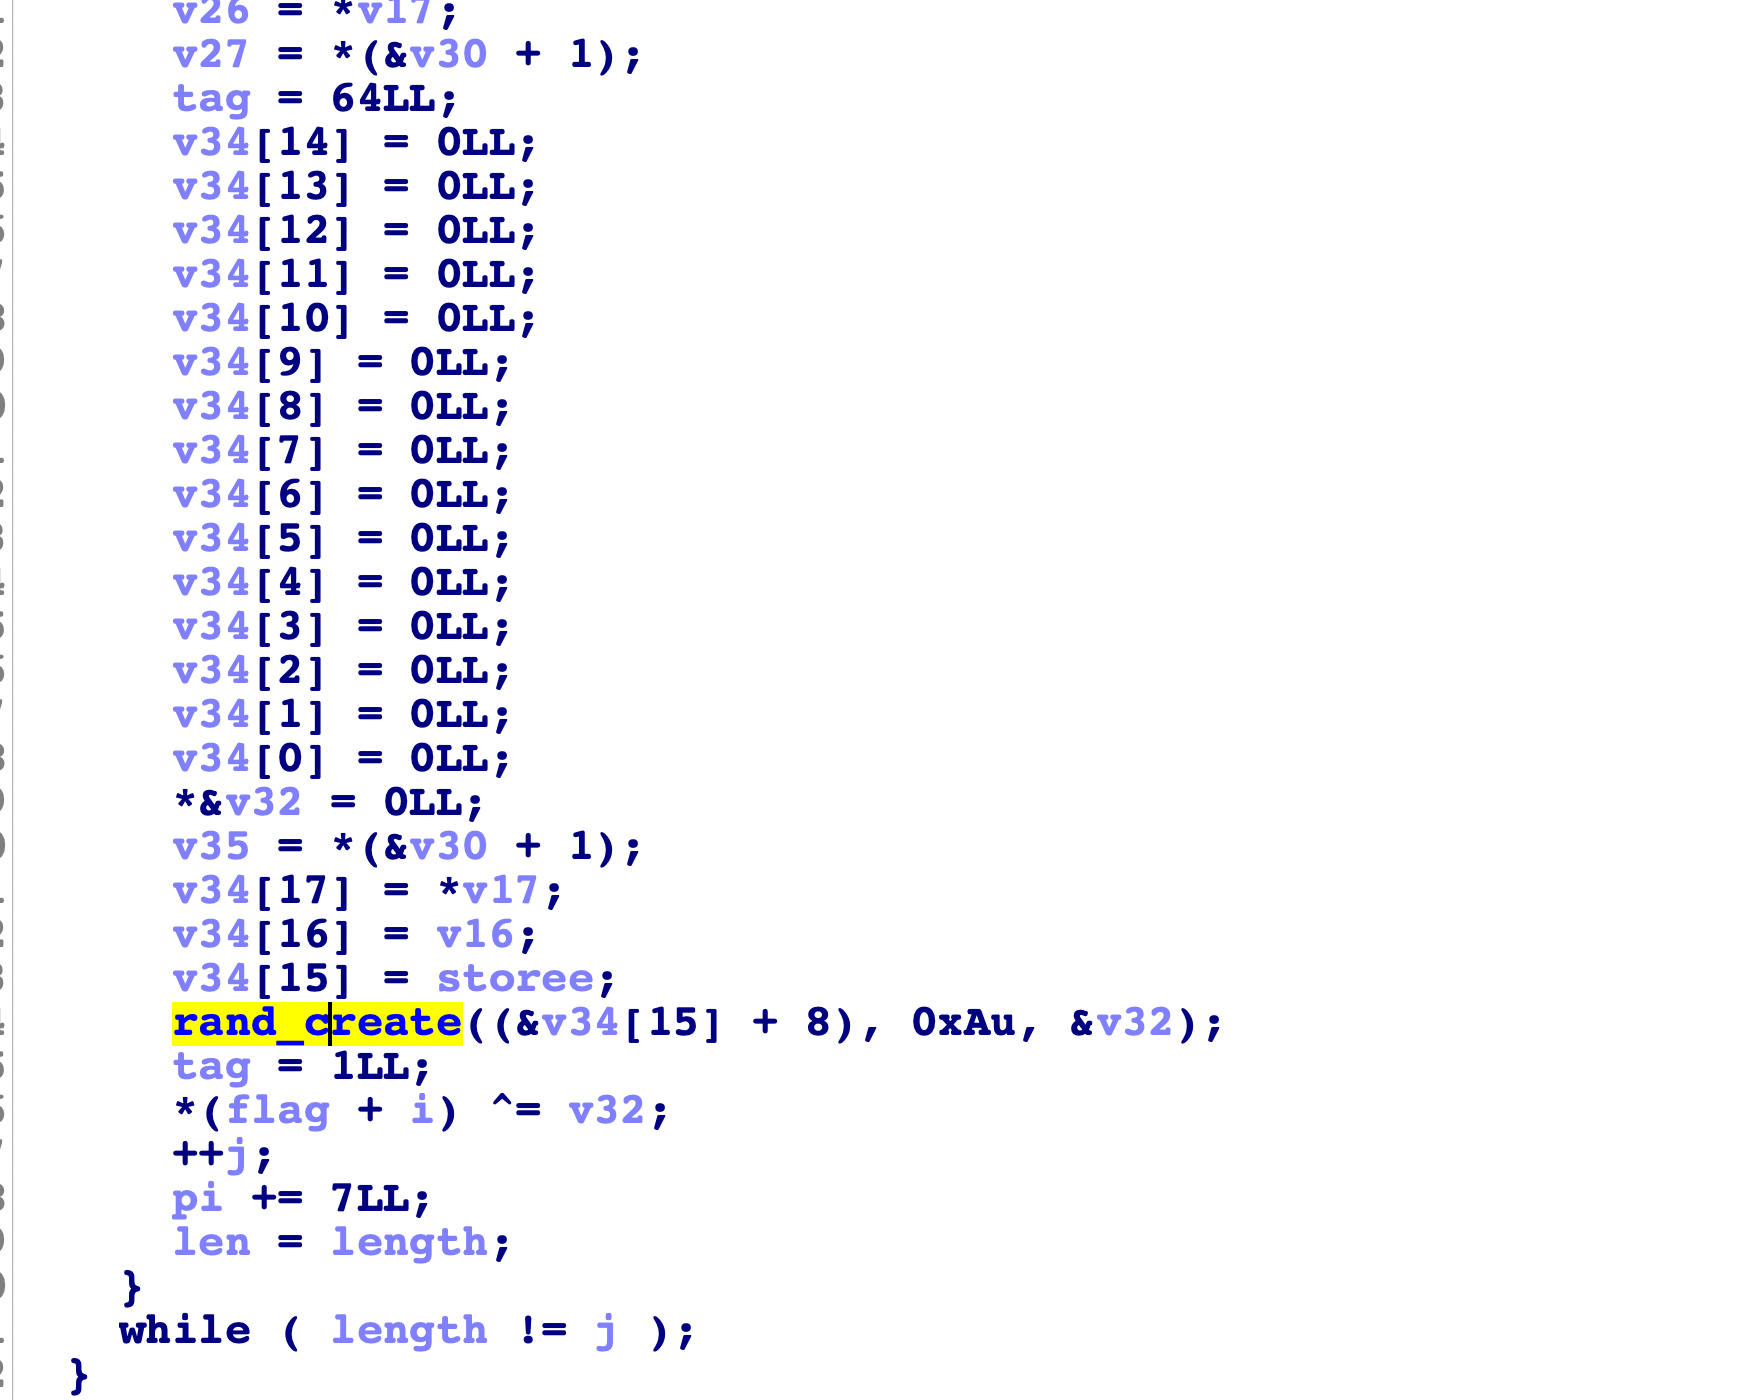 v26 = *v17;
v27 = *(&v30 + 1);
tag = 64LL;
v34[14] = 0LL;
v34[13] = 0LL;
v34[12] = 0LL;
v34[11] = 0LL;
v34[10] = 0LL;
v34[9] = 0LL;
v34[8] = 0LL;
v34[7] = 0LL;
v34[6] = 0LL;
v34[5] = 0LL;
v34[4] = 0LL;
v34[3] = 0LL;
v34[2] = 0LL;
v34[1] = 0LL;
v34[0] = 0LL;
*&v32 = 0LL;
v35 = *(&v30 + 1);
v34[17] = *v17;
v34[16] = v16;
v34[15] = storee;
rand_create((&v34[15] + 8), 0xAu, &v32);
tag = 1LL;
*(flag + i) ^= v32;
++j;
pi += 7LL;
len = length;
}
while ( length != j );
}